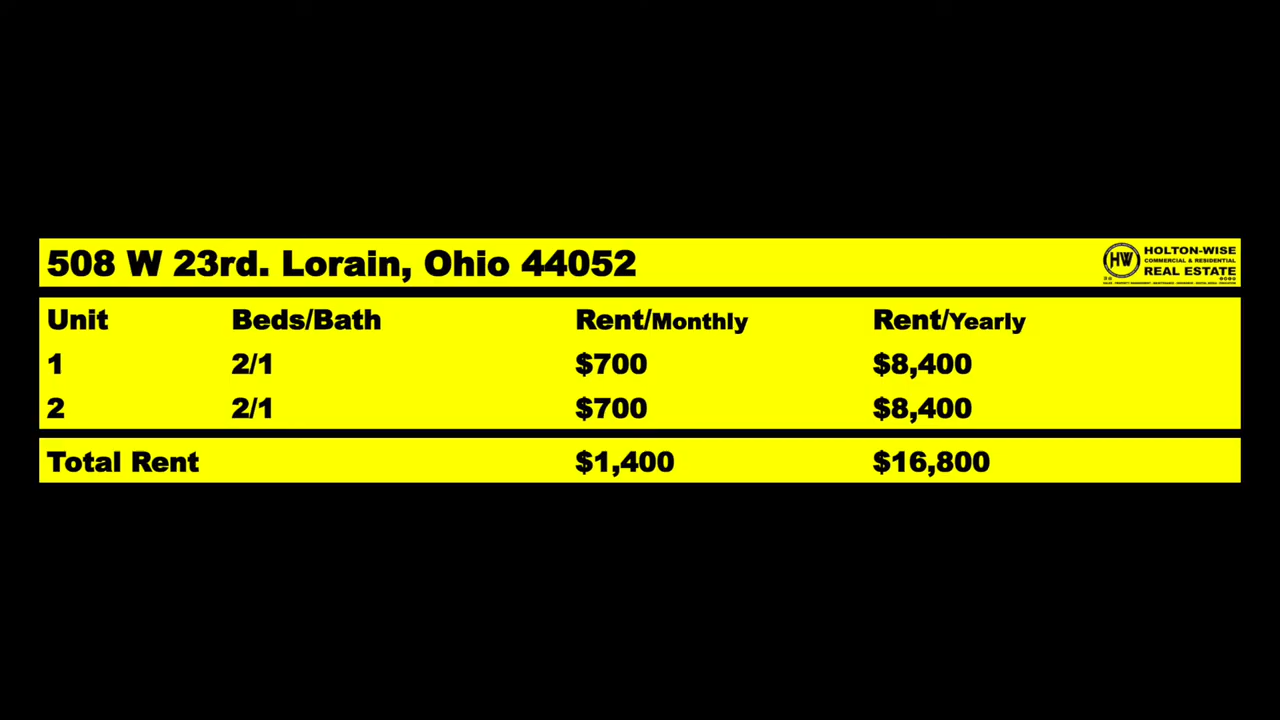 508 W 23rd. Lorain, Ohio 44052
HW
HOLTON-WISE
COMMERCIAL & RESIDENTIAL
REAL ESTATE
Unit Beds/Bath Rent/Monthly Rent/Yearly
1 2/1 $700 $8,400
2 2/1 $700 $8,400
Total Rent $1,400 $16,800